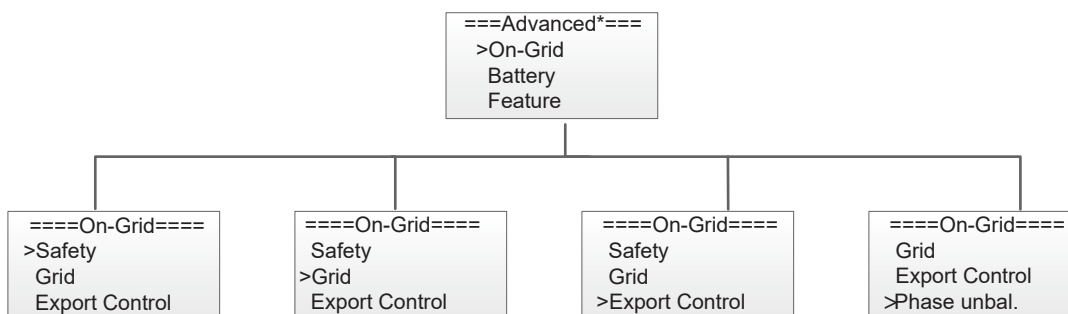 ===Advanced*===
>On-Grid
Battery
Feature
====On-Grid====
>Safety
Grid
Export Control
====On-Grid====
Safety
>Grid
Export Control
====On-Grid====
Safety
Grid
>Export Control
====On-Grid====
Grid
Export Control
>Phase unbal.